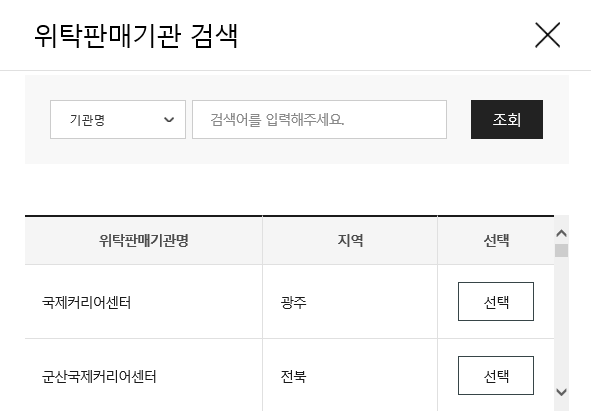 위탁판매기관 검색
기관명 검색어를 입력해주세요. 조회
위탁판매기관명 지역 선택
국제커리어센터 광주 선택
군산국제커리어센터 전북 선택